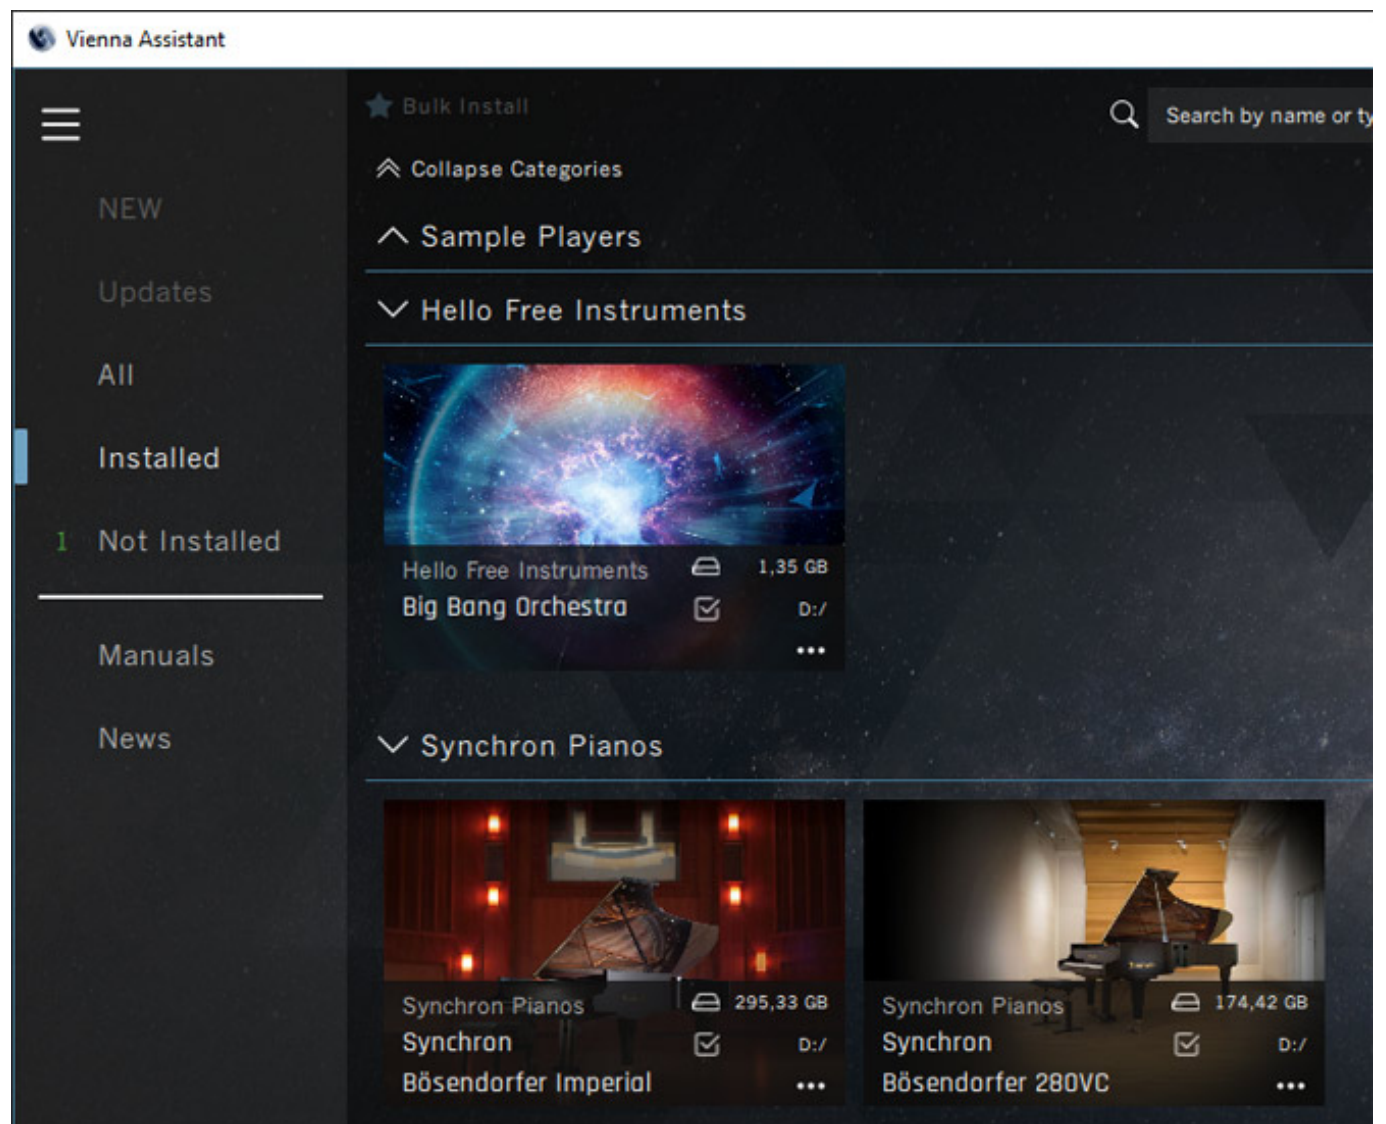 Vienna Assistant
Bulk Install
Search by name or ty
Collapse Categories
NEW
Sample Players
Updates
Hello Free Instruments
All
Installed
1 Not Installed
Hello Free Instruments 1,35 GB
Big Bang Orchestra D:/
Manuals
News
Synchron Pianos
Synchron Pianos 295,33 GB
Synchron D:/
Bösendorfer Imperial
Synchron Pianos 174,42 GB
Synchron D:/
Bösendorfer 280VC